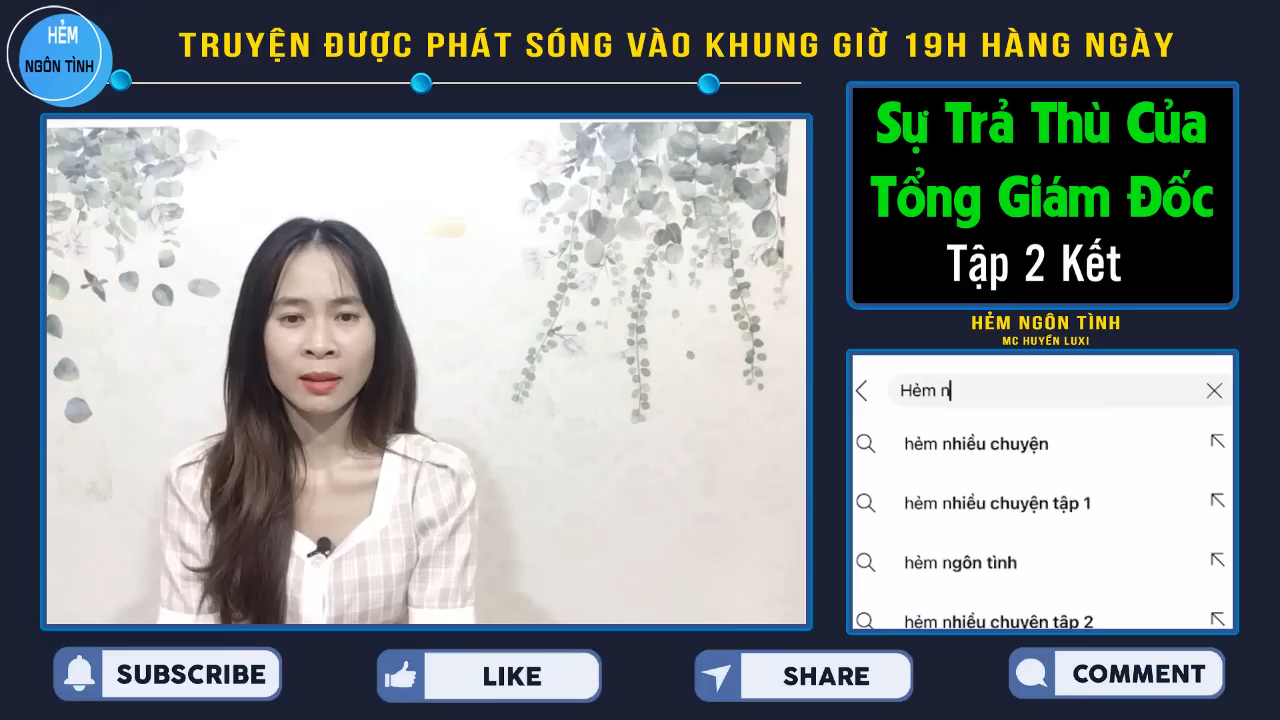 HẺM
NGÔN TÌNH
TRUYỆN ĐƯỢC PHÁT SÓNG VÀO KHUNG GIỜ 19H HÀNG NGÀY
Sự Trả Thù Của
Tổng Giám Đốc
Tập 2 Kết
HẺM NGÔN TÌNH
MC HUYỀN LUXI
Hẻm n
hẻm nhiều chuyện
hẻm nhiều chuyện tập 1
hẻm ngôn tình
hẻm nhiều chuyện tập 2
SUBSCRIBE
LIKE
SHARE
COMMENT